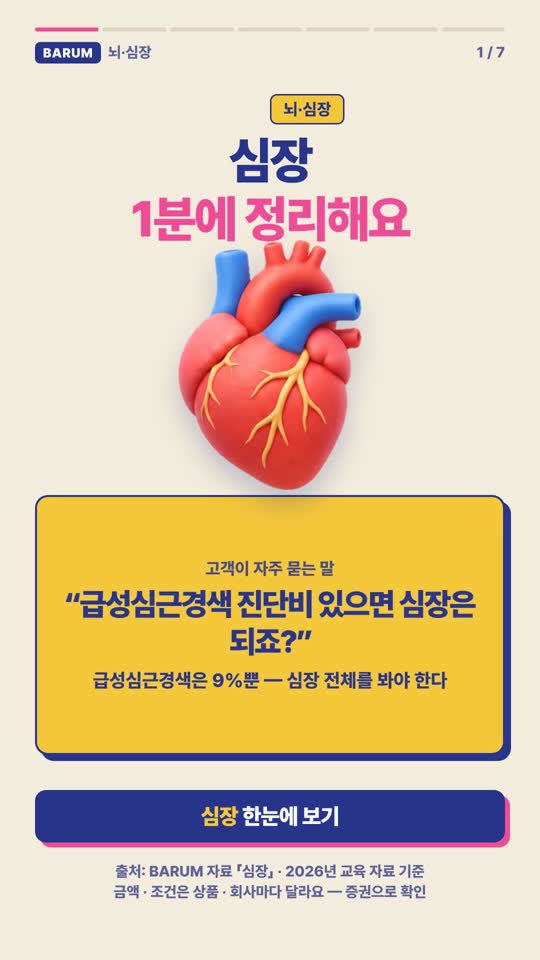 BARUM 뇌·심장
1 / 7
뇌·심장
심장
1분에 정리해요
고객이 자주 묻는 말
“급성심근경색 진단비 있으면 심장은
되죠?”
급성심근경색은 9%뿐 — 심장 전체를 봐야 한다
심장 한눈에 보기
출처: BARUM 자료 「심장」 · 2026년 교육 자료 기준
금액 · 조건은 상품 · 회사마다 달라요 — 증권으로 확인